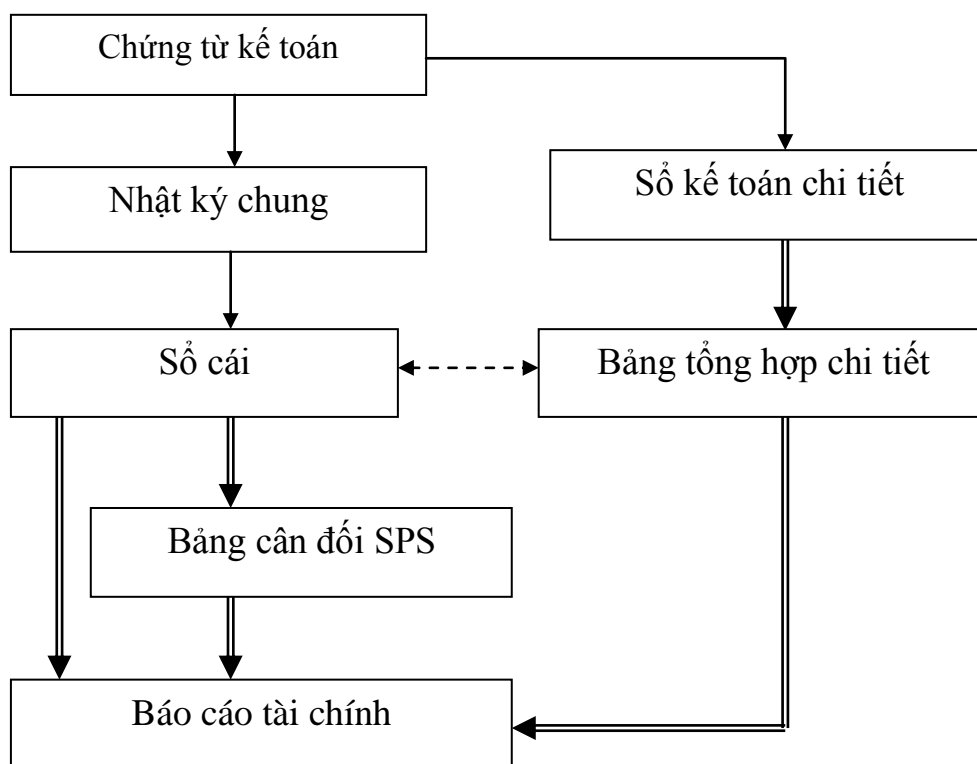 Chứng từ kế toán
Nhật ký chung
Sổ kế toán chi tiết
Sổ cái
Bảng tổng hợp chi tiết
Bảng cân đối SPS
Báo cáo tài chính